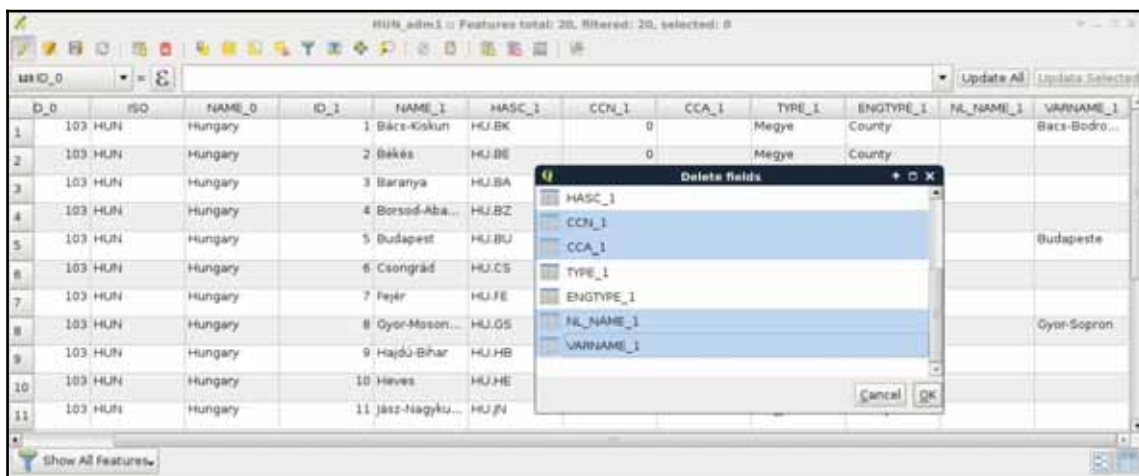 HUN_adm1 :: Features total: 20, filtered: 20, selected: 0
123 ID_0 = Ɛ Update All Update Selected
D_0 ISO NAME_0 ID_1 NAME_1 HASC_1 CCN_1 CCA_1 TYPE_1 ENGTYPE_1 NL_NAME_1 VARNAME_1
1 103 HUN Hungary 1 Bács-Kiskun HU.BK 0 Megye County Bacs-Bodro...
2 103 HUN Hungary 2 Békés HU.BE 0 Megye County
3 103 HUN Hungary 3 Baranya HU.BA
4 103 HUN Hungary 4 Borsod-Aba... HU.BZ
5 103 HUN Hungary 5 Budapest HU.BU Budapeste
6 103 HUN Hungary 6 Csongrád HU.CS
7 103 HUN Hungary 7 Fejér HU.FE
8 103 HUN Hungary 8 Gyor-Moson... HU.GS Gyor-Sopron
9 103 HUN Hungary 9 Hajdú-Bihar HU.HB
10 103 HUN Hungary 10 Heves HU.HE
11 103 HUN Hungary 11 Jász-Nagyku... HU.JN
Delete fields
HASC_1
CCN_1
CCA_1
TYPE_1
ENGTYPE_1
NL_NAME_1
VARNAME_1
Cancel OK
Show All Features